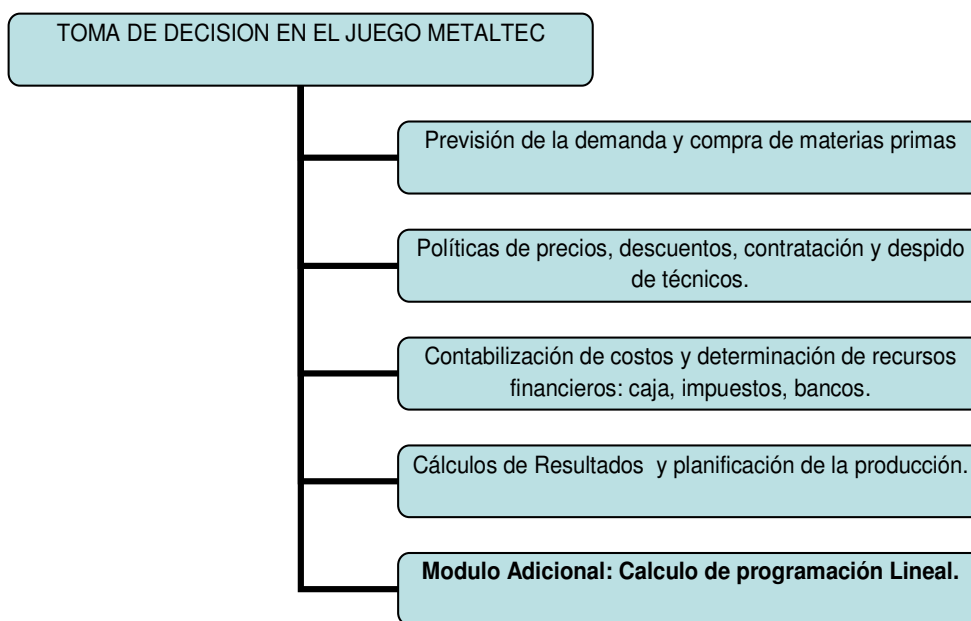 TOMA DE DECISION EN EL JUEGO METALTEC
Previsión de la demanda y compra de materias primas
Políticas de precios, descuentos, contratación y despido
de técnicos.
Contabilización de costos y determinación de recursos
financieros: caja, impuestos, bancos.
Cálculos de Resultados y planificación de la producción.
Modulo Adicional: Calculo de programación Lineal.